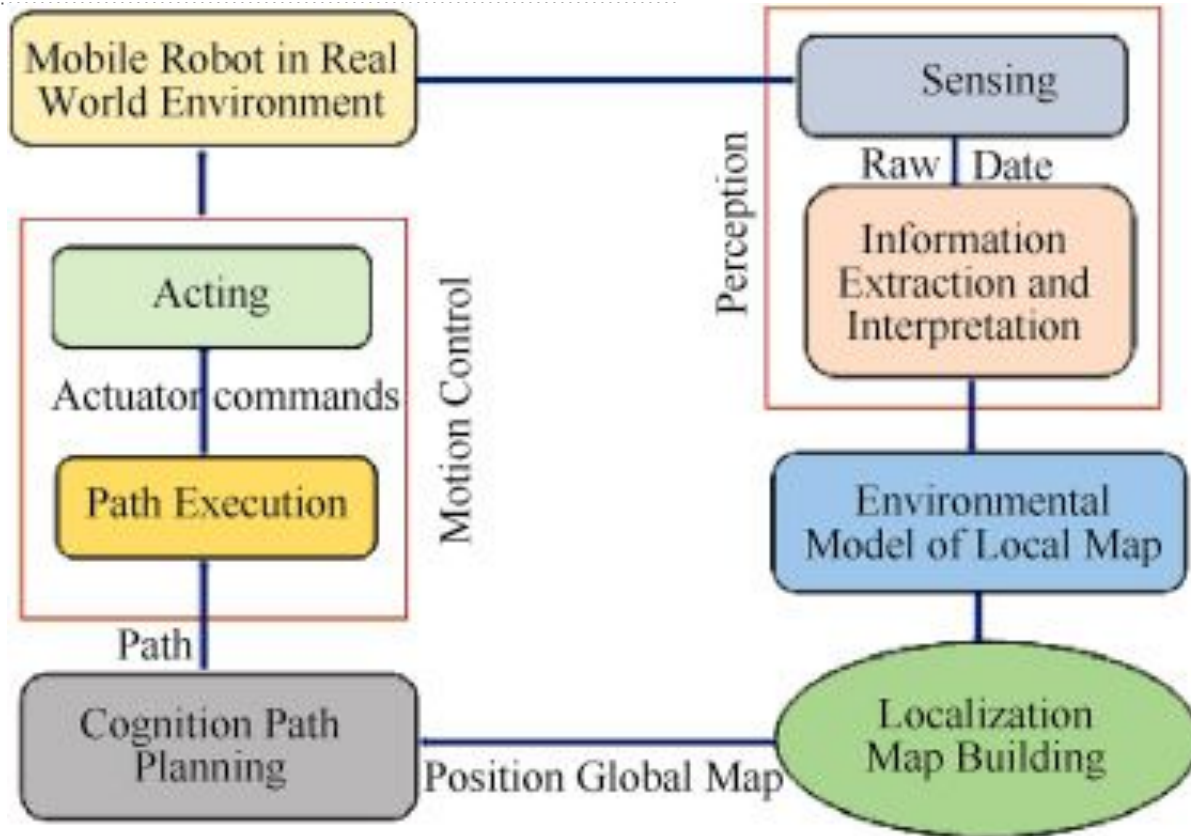 Mobile Robot in Real
World Environment
Sensing
Raw Date
Perception
Information
Extraction and
Interpretation
Acting
Actuator commands
Motion Control
Path Execution
Environmental
Model of Local Map
Path
Cognition Path
Planning
Position Global Map
Localization
Map Building